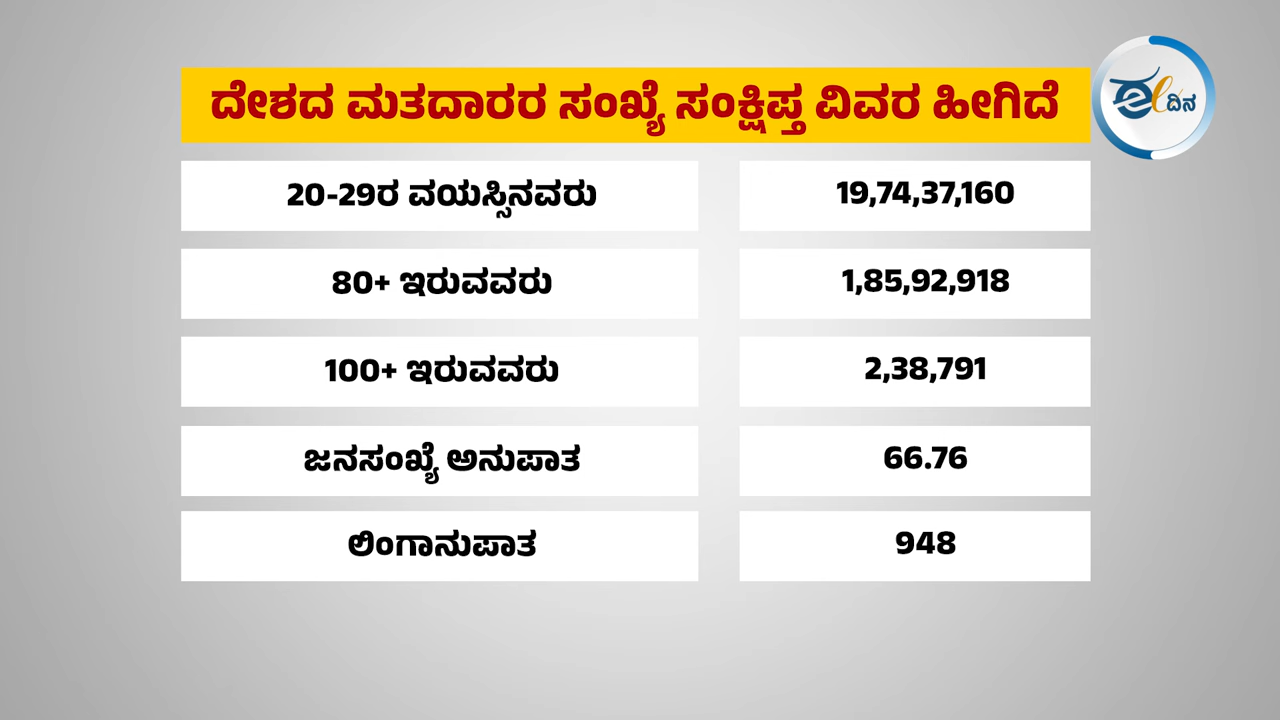 ದೇಶದ ಮತದಾರರ ಸಂಖ್ಯೆ ಸಂಕ್ಷಿಪ್ತ ವಿವರ ಹೀಗಿದೆ
ಈ ದಿನ
20-29ರ ವಯಸ್ಸಿನವರು 19,74,37,160
80+ ಇರುವವರು 1,85,92,918
100+ ಇರುವವರು 2,38,791
ಜನಸಂಖ್ಯೆ ಅನುಪಾತ 66.76
ಲಿಂಗಾನುಪಾತ 948